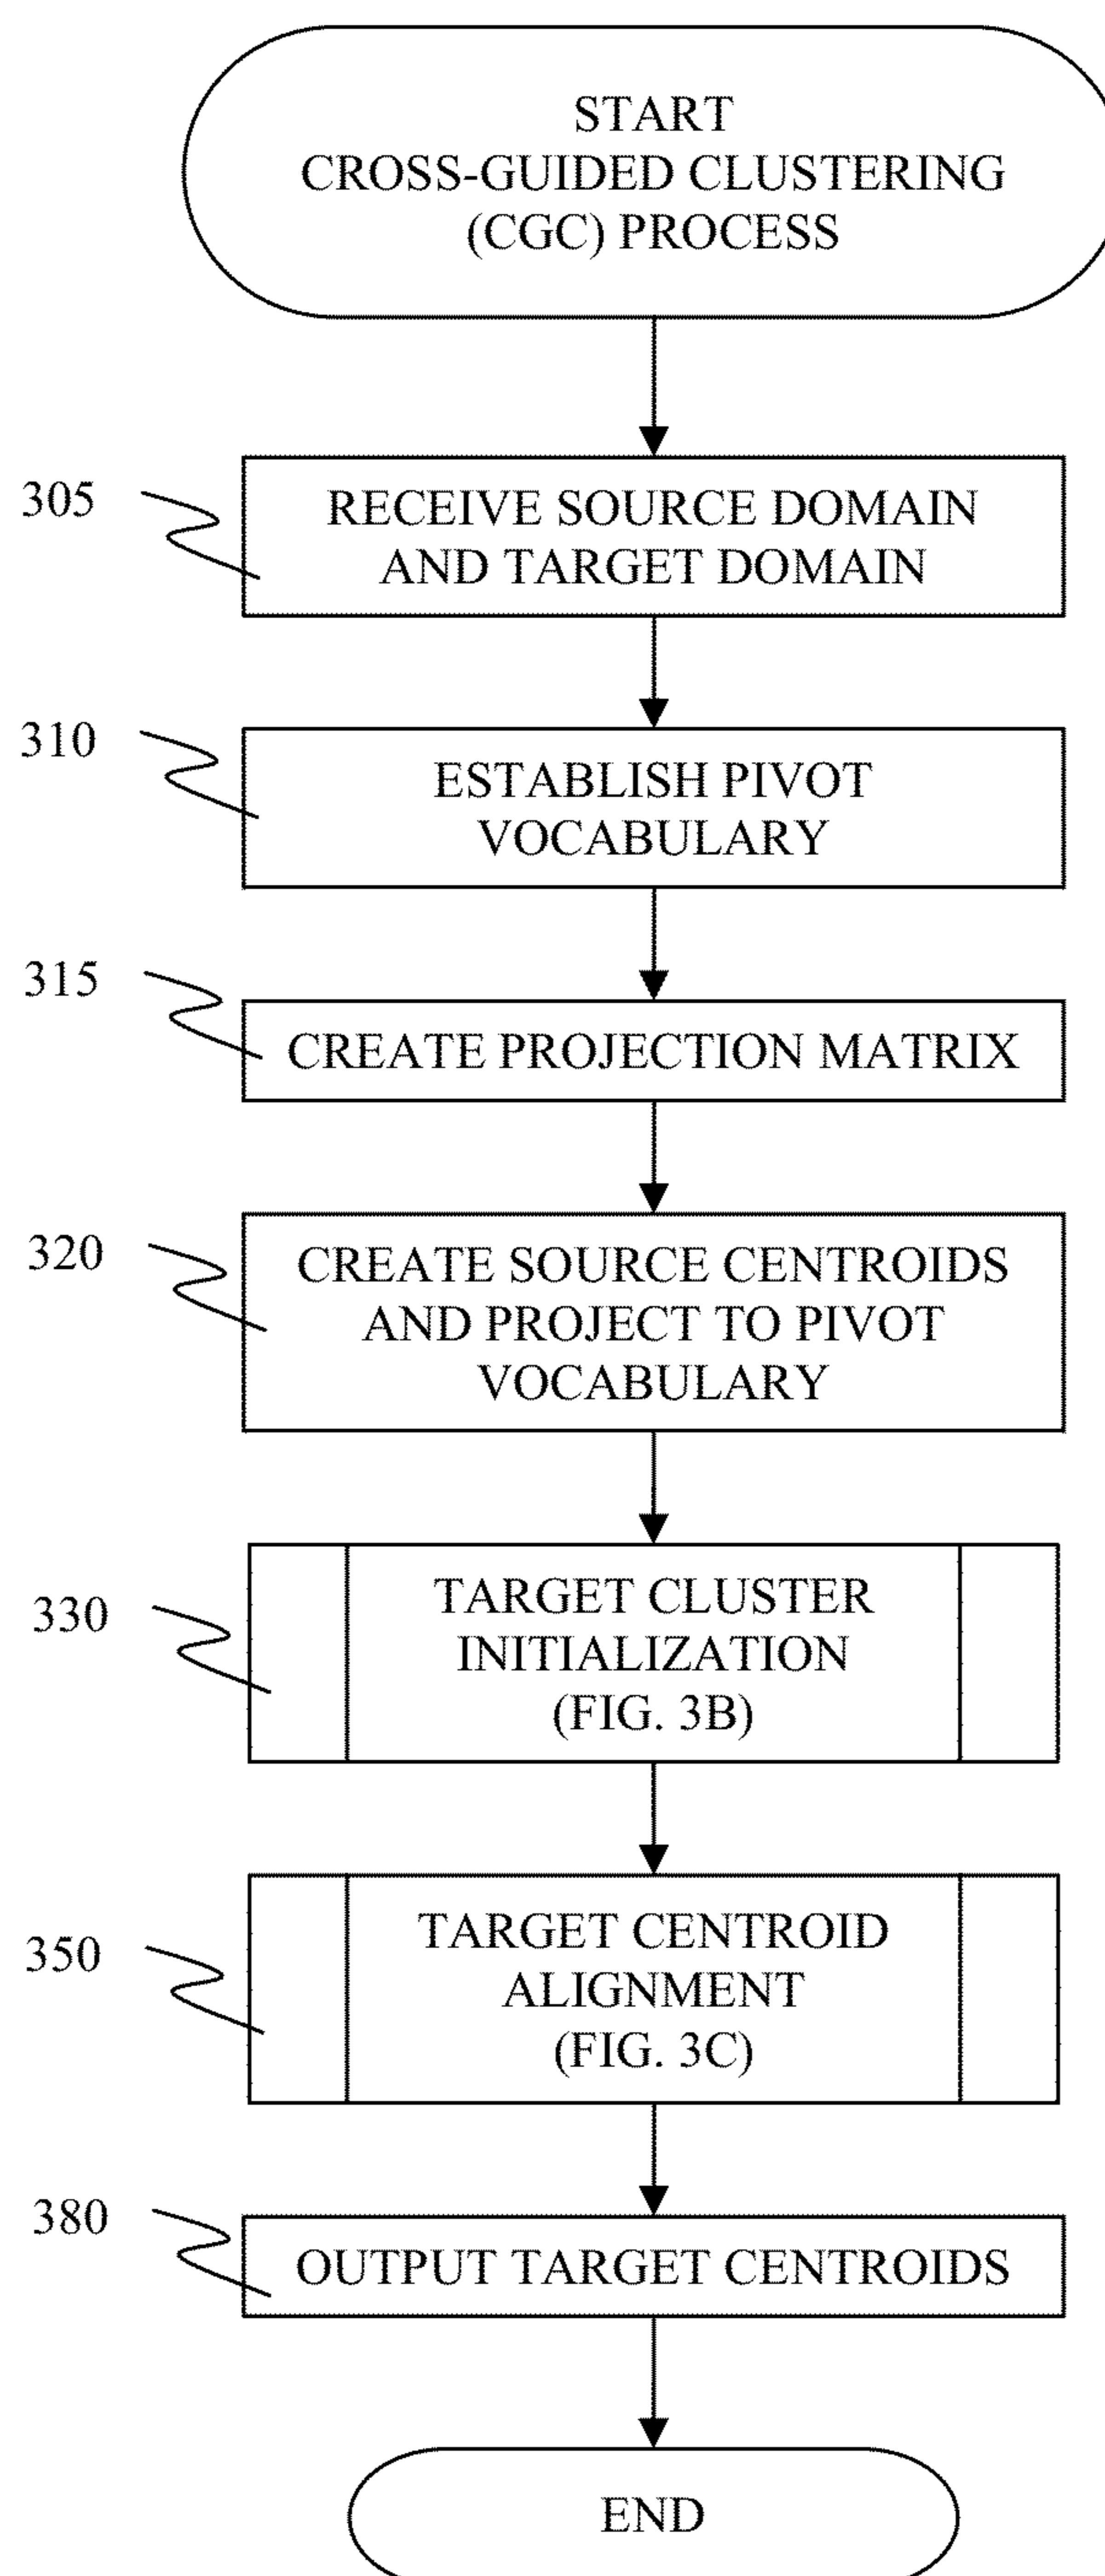 START
CROSS-GUIDED CLUSTERING
(CGC) PROCESS
305
RECEIVE SOURCE DOMAIN
AND TARGET DOMAIN
310
ESTABLISH PIVOT
VOCABULARY
315
CREATE PROJECTION MATRIX
320
CREATE SOURCE CENTROIDS
AND PROJECT TO PIVOT
VOCABULARY
330
TARGET CLUSTER
INITIALIZATION
(FIG. 3B)
350
TARGET CENTROID
ALIGNMENT
(FIG. 3C)
380
OUTPUT TARGET CENTROIDS
END